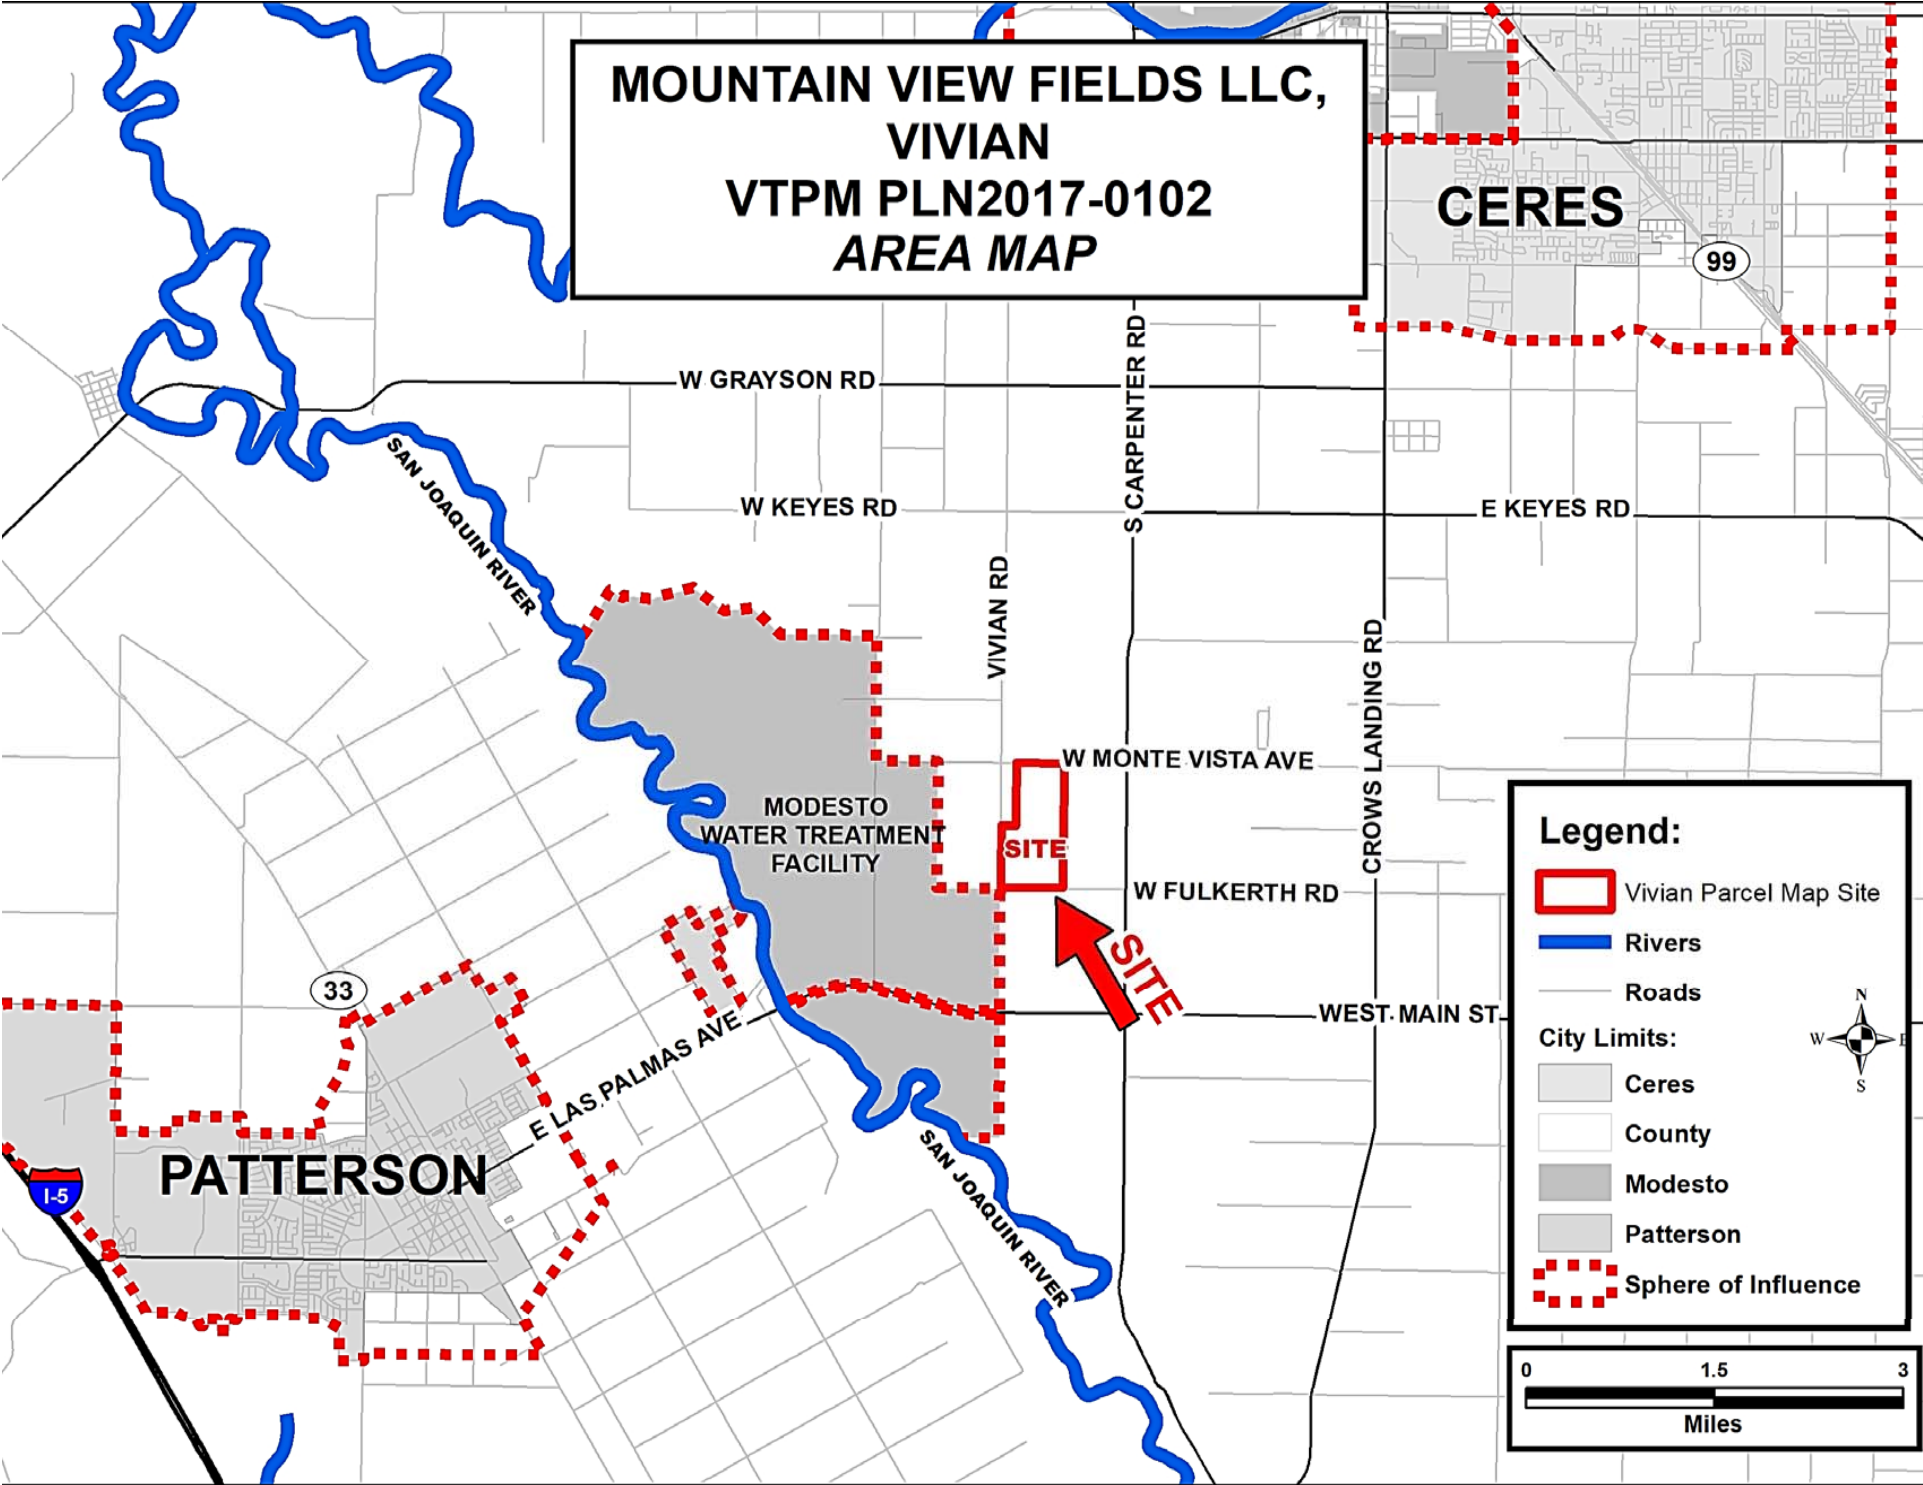 MOUNTAIN VIEW FIELDS LLC,
VIVIAN
VTPM PLN2017-0102
AREA MAP
CERES
99
W GRAYSON RD
S CARPENTER RD
SAN JOAQUIN RIVER
W KEYES RD
E KEYES RD
VIVIAN RD
CROWS LANDING RD
W MONTE VISTA AVE
MODESTO
WATER TREATMENT
FACILITY
SITE
W FULKERTH RD
SITE
33
WEST MAIN ST
E LAS PALMAS AVE
PATTERSON
I-5
SAN JOAQUIN RIVER
Legend:
Vivian Parcel Map Site
Rivers
Roads
City Limits:
Ceres
County
Modesto
Patterson
Sphere of Influence
N
W E
S
0 1.5 3
Miles